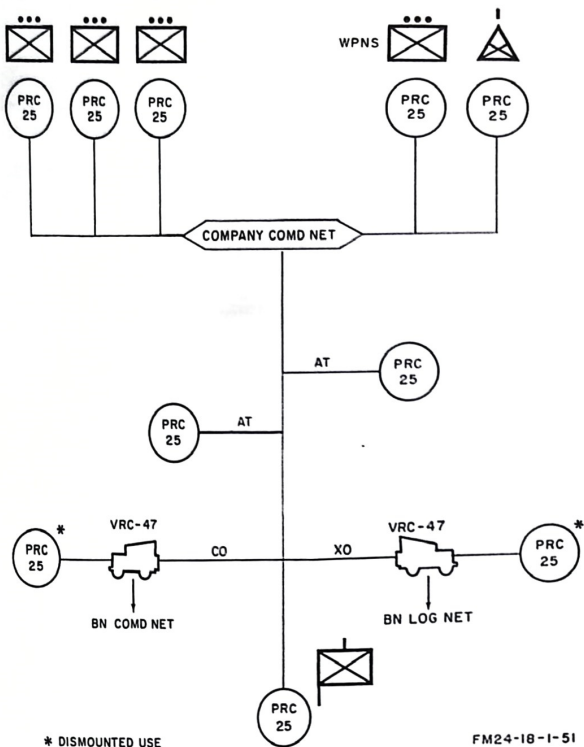 WPNS
PRC
25
PRC
25
PRC
25
PRC
25
PRC
25
COMPANY COMD NET
AT
PRC
25
PRC
25
AT
VRC-47
VRC-47
PRC
25
*
CO
XO
PRC
25
*
BN COMD NET
BN LOG NET
PRC
25
* DISMOUNTED USE
FM24-18-1-51